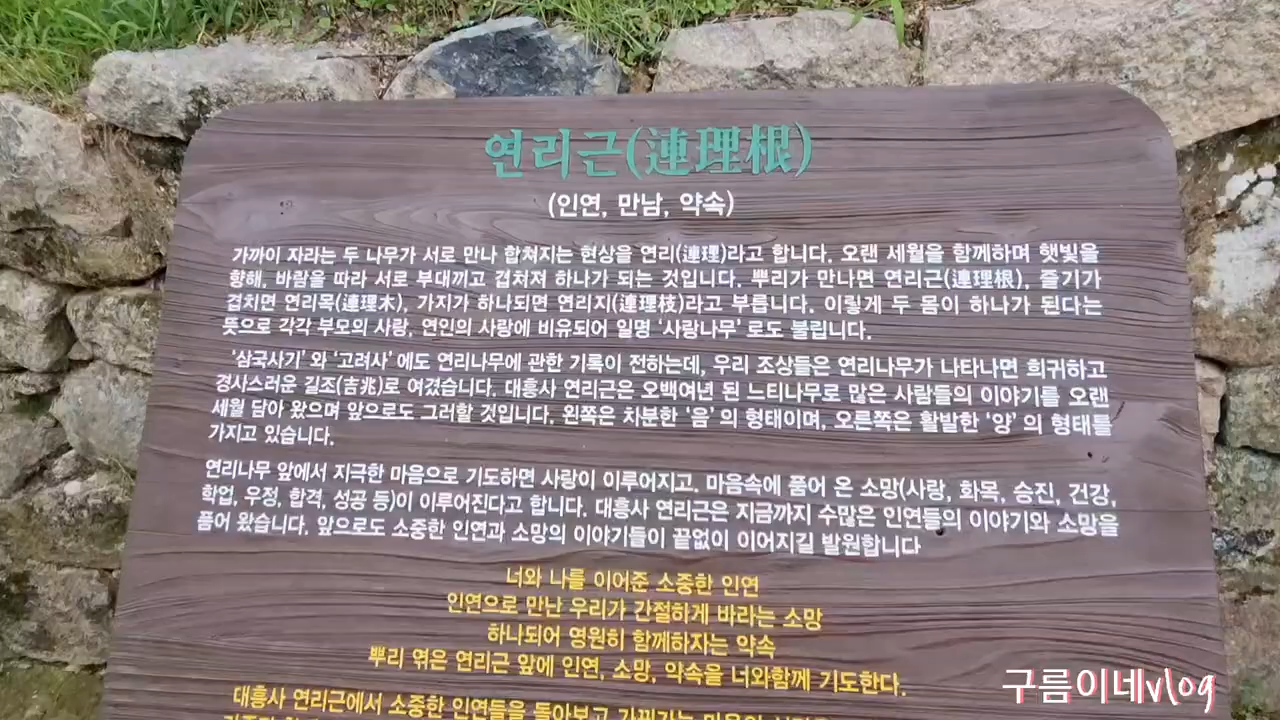 연리근(連理根)
(인연, 만남, 약속)
가까이 자라는 두 나무가 서로 만나 합쳐지는 현상을 연리(連理)라고 합니다. 오랜 세월을 함께하며 햇빛을
향해, 바람을 따라 서로 부대끼고 겹쳐져 하나가 되는 것입니다. 뿌리가 만나면 연리근(連理根), 줄기가
겹치면 연리목(連理木), 가지가 하나되면 연리지(連理枝)라고 부릅니다. 이렇게 두 몸이 하나가 된다는
뜻으로 각각 부모의 사랑, 연인의 사랑에 비유되어 일명 '사랑나무' 로도 불립니다.
'삼국사기' 와 '고려사' 에도 연리나무에 관한 기록이 전하는데, 우리 조상들은 연리나무가 나타나면 희귀하고
경사스러운 길조(吉兆)로 여겼습니다. 대흥사 연리근은 오백여년 된 느티나무로 많은 사람들의 이야기를 오랜
세월 담아 왔으며 앞으로도 그러할 것입니다. 왼쪽은 차분한 '음' 의 형태이며, 오른쪽은 활발한 '양' 의 형태를
가지고 있습니다.
연리나무 앞에서 지극한 마음으로 기도하면 사랑이 이루어지고. 마음속에 품어 온 소망(사랑, 화목, 승진, 건강,
학업, 우정, 합격, 성공 등)이 이루어진다고 합니다. 대흥사 연리근은 지금까지 수많은 인연들의 이야기와 소망을
품어 왔습니다. 앞으로도 소중한 인연과 소망의 이야기들이 끝없이 이어지길 발원합니다
너와 나를 이어준 소중한 인연
인연으로 만난 우리가 간절하게 바라는 소망
하나되어 영원히 함께하자는 약속
뿌리 엮은 연리근 앞에 인연, 소망, 약속을 너와함께 기도한다.
대흥사 연리근에서 소중한 인연들을 돌아보고
구름이네vlog